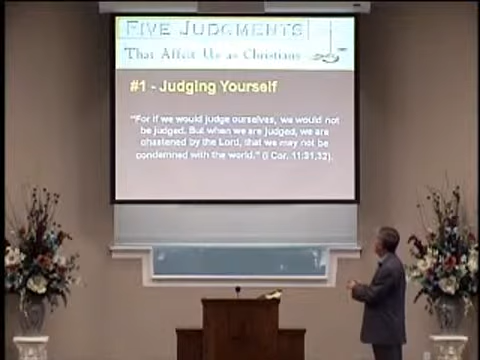 FIVE JUDGMENTS
That Affect Us as Christians
#1 - Judging Yourself
"For if we would judge ourselves, we would not
be judged. But when we are judged, we are
chastened by the Lord, that we may not be
condemned with the world." (I Cor. 11:31,32).